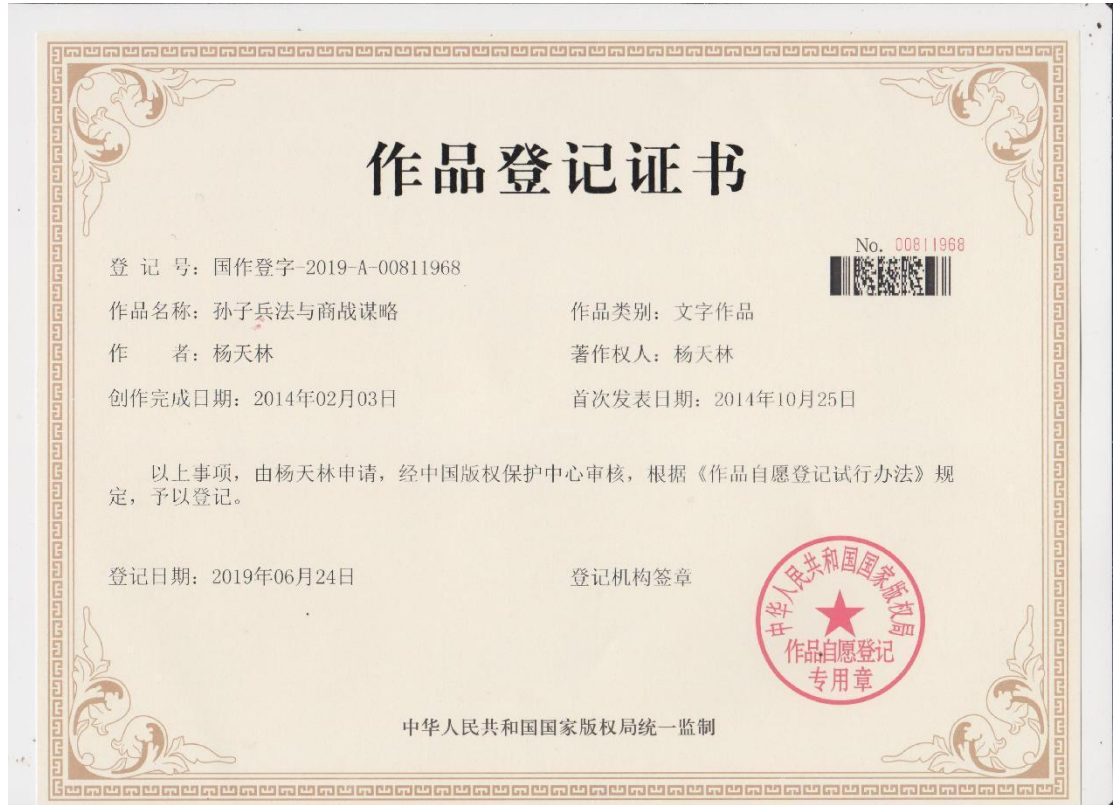 作品登记证书
No. 00811968
登 记 号：国作登字-2019-A-00811968
作品名称：孙子兵法与商战谋略
作品类别：文字作品
作 者：杨天林
著作权人：杨天林
创作完成日期：2014年02月03日
首次发表日期：2014年10月25日
以上事项，由杨天林申请，经中国版权保护中心审核，根据《作品自愿登记试行办法》规
定，予以登记。
登记日期：2019年06月24日
登记机构签章
中华人民共和国国家版权局
作品自愿登记
专用章
中华人民共和国国家版权局统一监制